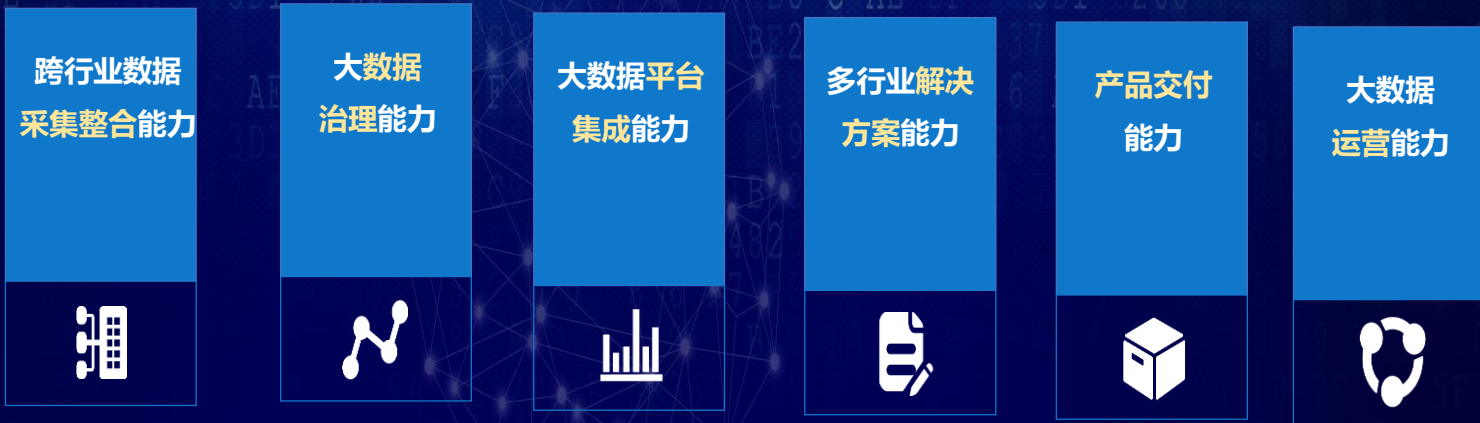 跨行业数据
采集整合能力
大数据
治理能力
大数据平台
集成能力
多行业解决
方案能力
产品交付
能力
大数据
运营能力